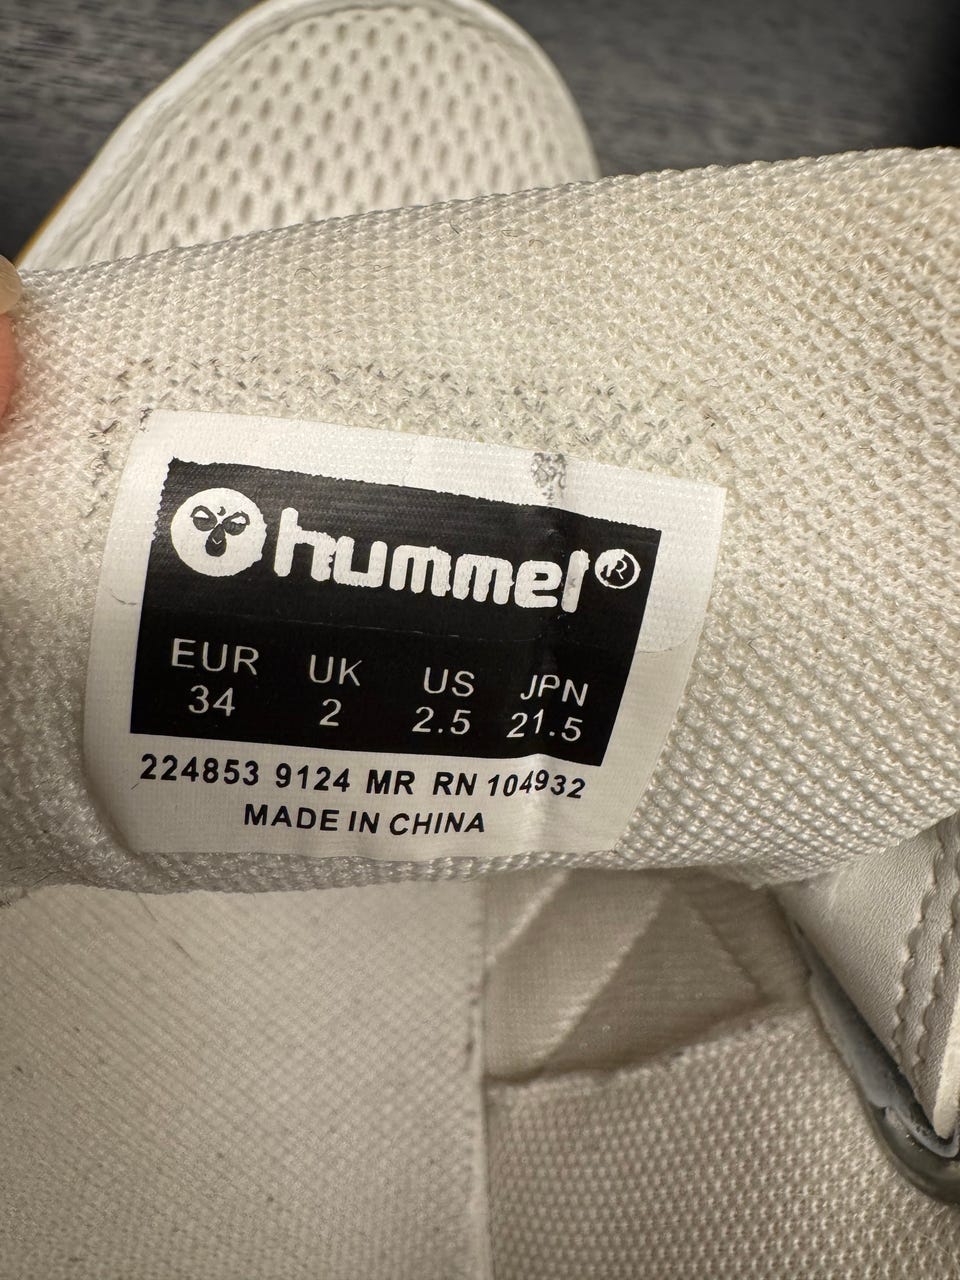 hummel®
EUR UK US JPN
34 2 2.5 21.5
224853 9124 MR RN 104932
MADE IN CHINA